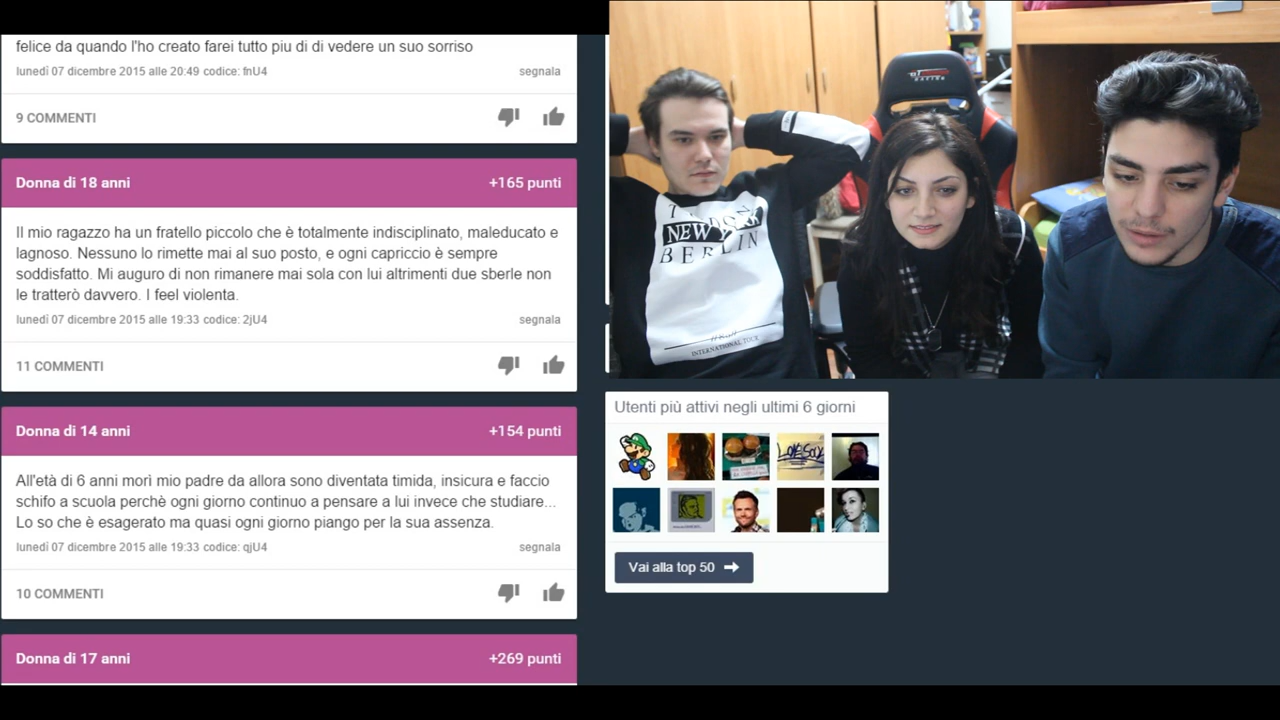 felice da quando l'ho creato farei tutto piu di di vedere un suo sorriso
lunedì 07 dicembre 2015 alle 20:49 codice: fnU4 segnala
9 COMMENTI
Donna di 18 anni +165 punti
Il mio ragazzo ha un fratello piccolo che è totalmente indisciplinato, maleducato e
lagnoso. Nessuno lo rimette mai al suo posto, e ogni capriccio è sempre
soddisfatto. Mi auguro di non rimanere mai sola con lui altrimenti due sberle non
le tratterò davvero. I feel violenta.
lunedì 07 dicembre 2015 alle 19:33 codice: 2jU4 segnala
11 COMMENTI
Donna di 14 anni +154 punti
All'età di 6 anni morì mio padre da allora sono diventata timida, insicura e faccio
schifo a scuola perchè ogni giorno continuo a pensare a lui invece che studiare...
Lo so che è esagerato ma quasi ogni giorno piango per la sua assenza.
lunedì 07 dicembre 2015 alle 19:33 codice: qjU4 segnala
10 COMMENTI
Donna di 17 anni +269 punti
RACING
NEW
BERLIN
INTERNATIONAL TOUR
Utenti più attivi negli ultimi 6 giorni
Vai alla top 50